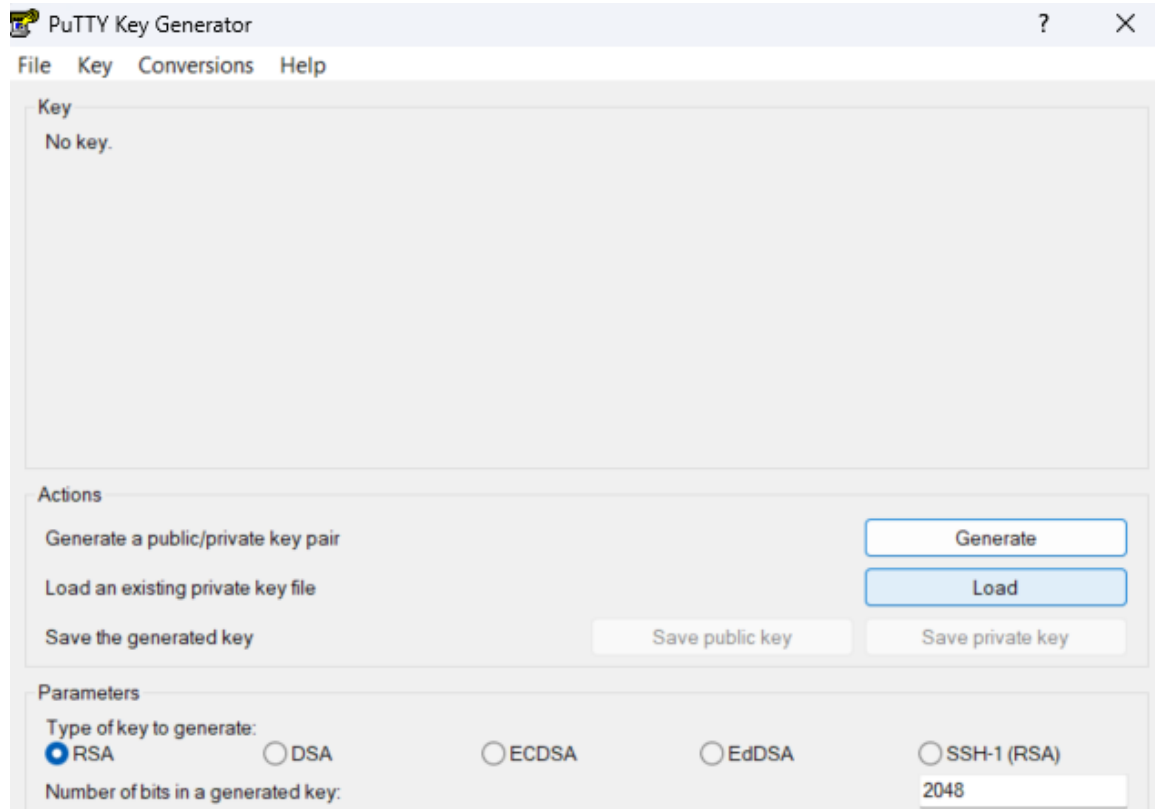 PuTTY Key Generator ?
File Key Conversions Help
Key
No key.
Actions
Generate a public/private key pair Generate
Load an existing private key file Load
Save the generated key Save public key Save private key
Parameters
Type of key to generate:
RSA DSA ECDSA EdDSA SSH-1 (RSA)
Number of bits in a generated key: 2048